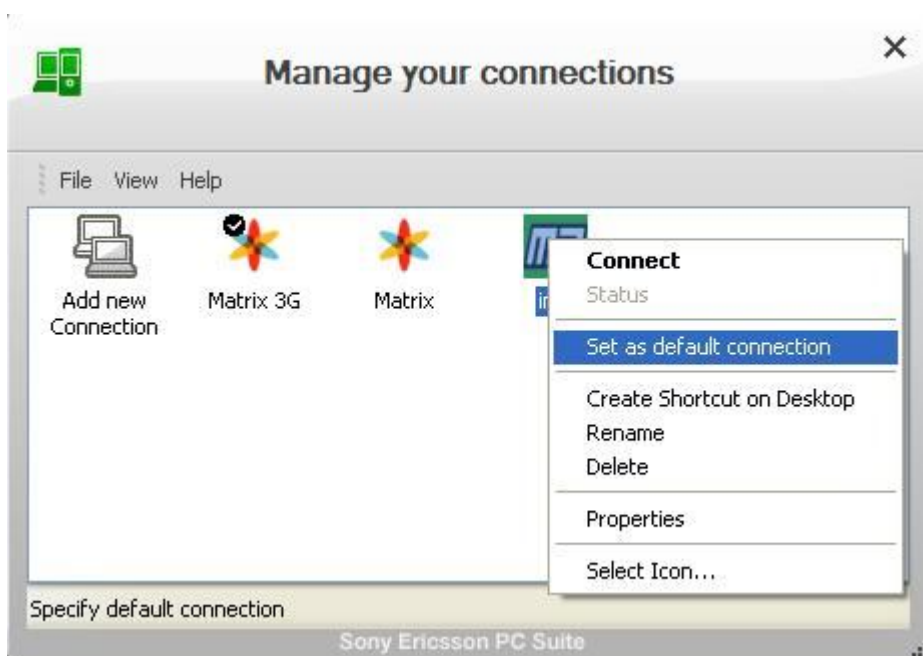 Manage your connections
File View Help
Add new
Connection
Matrix 3G
Matrix
Connect
Status
Set as default connection
Create Shortcut on Desktop
Rename
Delete
Properties
Select Icon...
Specify default connection
Sony Ericsson PC Suite